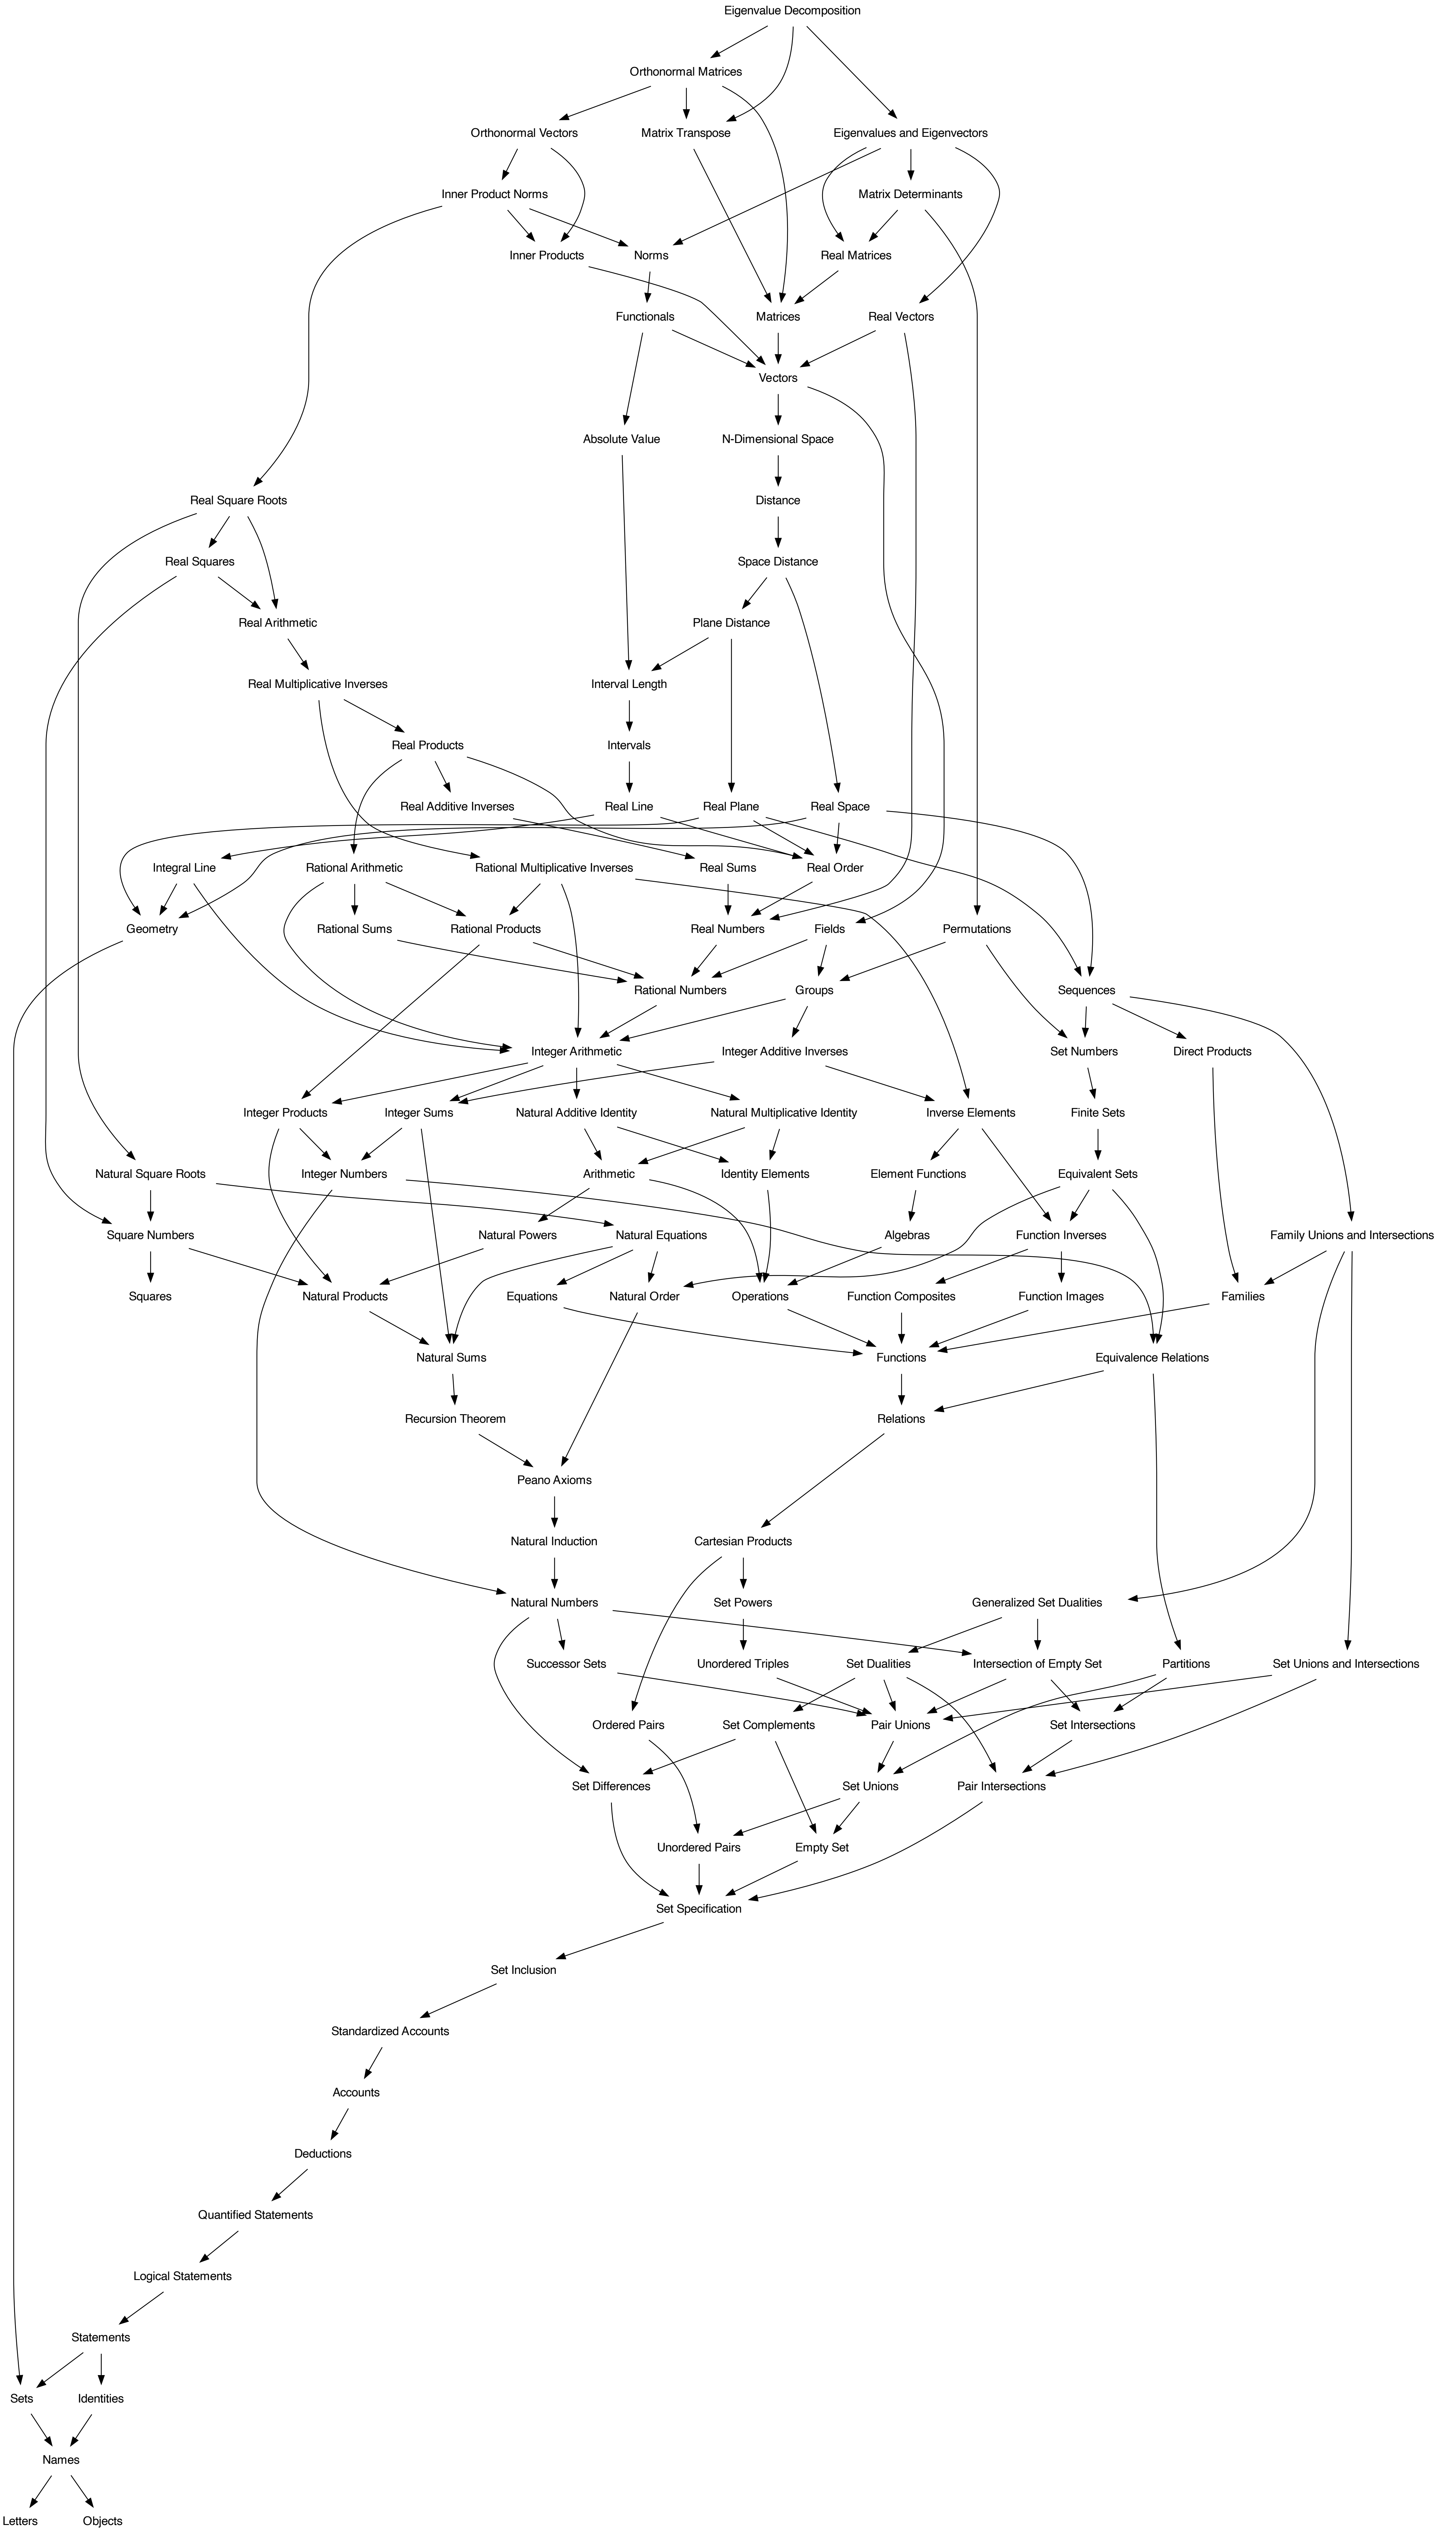 Eigenvalue Decomposition
Orthonormal Matrices
Orthonormal Vectors
Matrix Transpose
Eigenvalues and Eigenvectors
Inner Product Norms
Matrix Determinants
Inner Products
Norms
Real Matrices
Functionals
Matrices
Real Vectors
Vectors
Absolute Value
N-Dimensional Space
Real Square Roots
Distance
Real Squares
Space Distance
Real Arithmetic
Plane Distance
Real Multiplicative Inverses
Interval Length
Real Products
Intervals
Real Additive Inverses
Real Line
Real Plane
Real Space
Integral Line
Rational Arithmetic
Rational Multiplicative Inverses
Real Sums
Real Order
Geometry
Rational Sums
Rational Products
Real Numbers
Fields
Permutations
Rational Numbers
Groups
Sequences
Integer Arithmetic
Integer Additive Inverses
Set Numbers
Direct Products
Integer Products
Integer Sums
Natural Additive Identity
Natural Multiplicative Identity
Inverse Elements
Finite Sets
Natural Square Roots
Integer Numbers
Arithmetic
Identity Elements
Element Functions
Equivalent Sets
Square Numbers
Natural Powers
Natural Equations
Algebras
Function Inverses
Family Unions and Intersections
Squares
Natural Products
Equations
Natural Order
Operations
Function Composites
Function Images
Families
Natural Sums
Functions
Equivalence Relations
Recursion Theorem
Relations
Peano Axioms
Natural Induction
Cartesian Products
Natural Numbers
Set Powers
Generalized Set Dualities
Successor Sets
Unordered Triples
Set Dualities
Intersection of Empty Set
Partitions
Set Unions and Intersections
Ordered Pairs
Set Complements
Pair Unions
Set Intersections
Set Differences
Set Unions
Pair Intersections
Unordered Pairs
Empty Set
Set Specification
Set Inclusion
Standardized Accounts
Accounts
Deductions
Quantified Statements
Logical Statements
Statements
Sets
Identities
Names
Letters
Objects